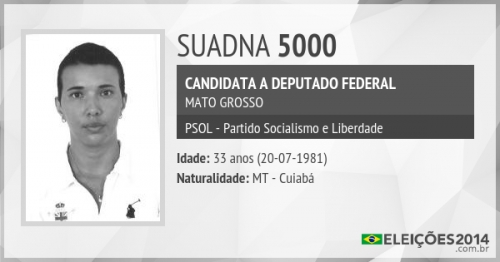 SUADNA 5000
CANDIDATA A DEPUTADO FEDERAL
MATO GROSSO
PSOL - Partido Socialismo e Liberdade
Idade: 33 anos (20-07-1981)
Naturalidade: MT - Cuiabá
ELEIÇÕES2014
.com.br